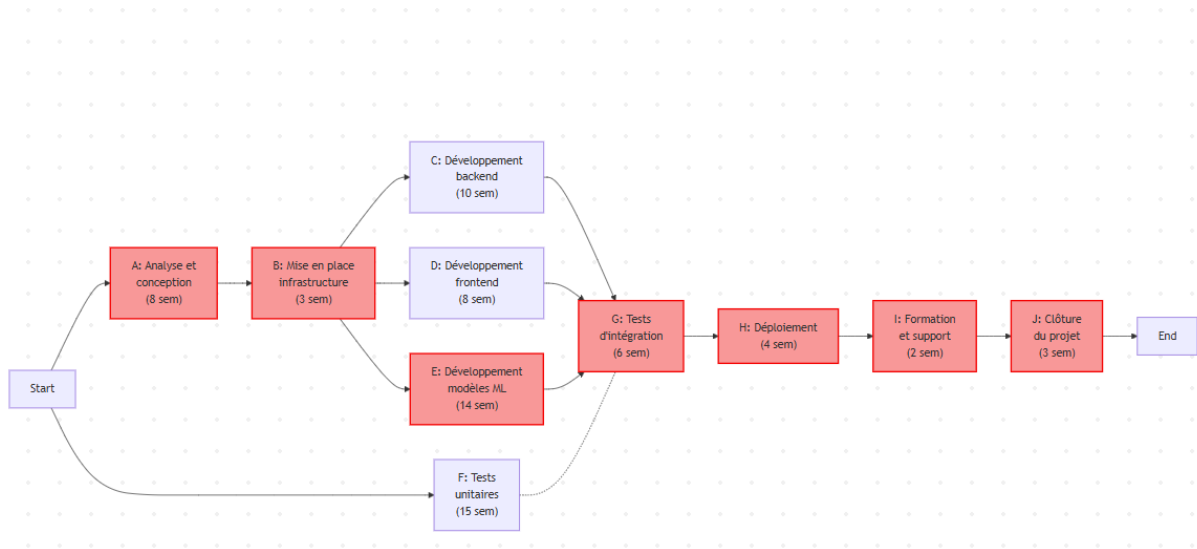 Start
A: Analyse et
conception
(8 sem)
B: Mise en place
infrastructure
(3 sem)
C: Développement
backend
(10 sem)
D: Développement
frontend
(8 sem)
E: Développement
modèles ML
(14 sem)
F: Tests
unitaires
(15 sem)
G: Tests
d'intégration
(6 sem)
H: Déploiement
(4 sem)
I: Formation
et support
(2 sem)
J: Clôture
du projet
(3 sem)
End